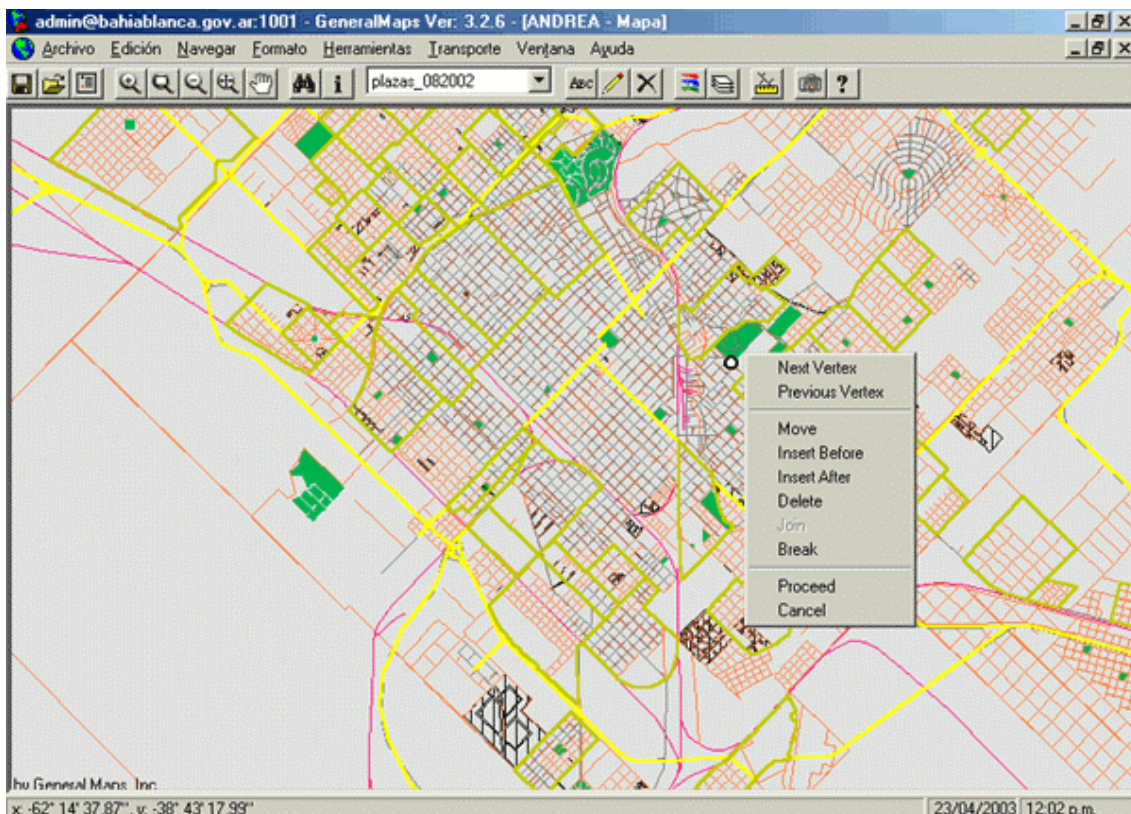 admin@bahiablanca.gov.ar:1001 - GeneralMaps Ver: 3.2.6 - [ANDREA - Mapa]
Archivo Edición Navegar Formato Herramientas Transporte Ventana Ayuda
plazas_082002 ABC ?
Next Vertex
Previous Vertex
Move
Insert Before
Insert After
Delete
Join
Break
Proceed
Cancel
by General Maps, Inc.
x: -62° 14' 37.87'', y: -38° 43' 17.99'' 23/04/2003 12:02 p.m.